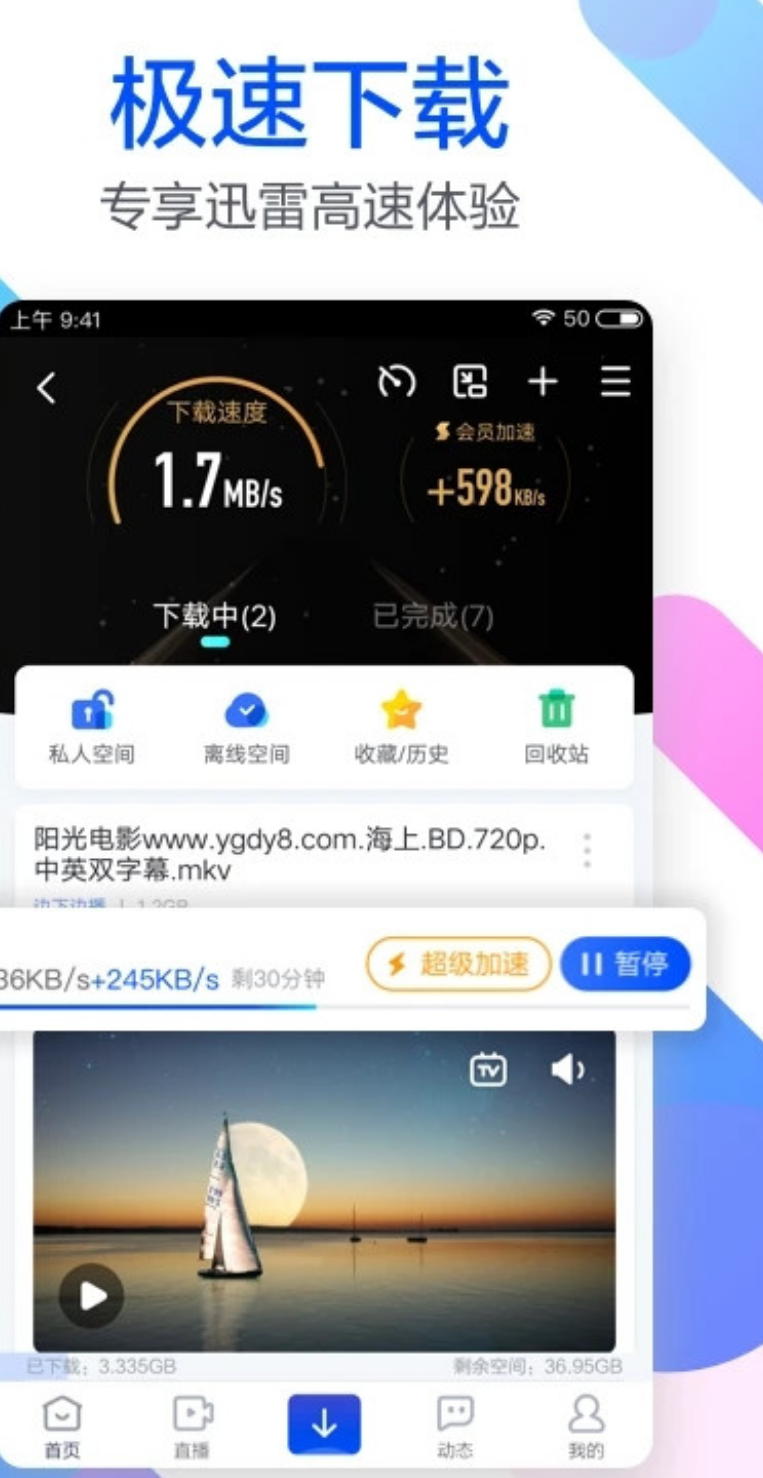 极速下载
专享迅雷高速体验
上午 9:41
50
下载速度
会员加速
1.7MB/s
+598KB/s
下载中(2)
已完成(7)
私人空间
离线空间
收藏/历史
回收站
阳光电影www.ygdy8.com.海上.BD.720p.
中英双字幕.mkv
边下边播 | 1.2GB
36KB/s+245KB/s 剩30分钟
超级加速
暂停
TV
已下载：3.335GB
剩余空间：36.95GB
首页
直播
动态
我的